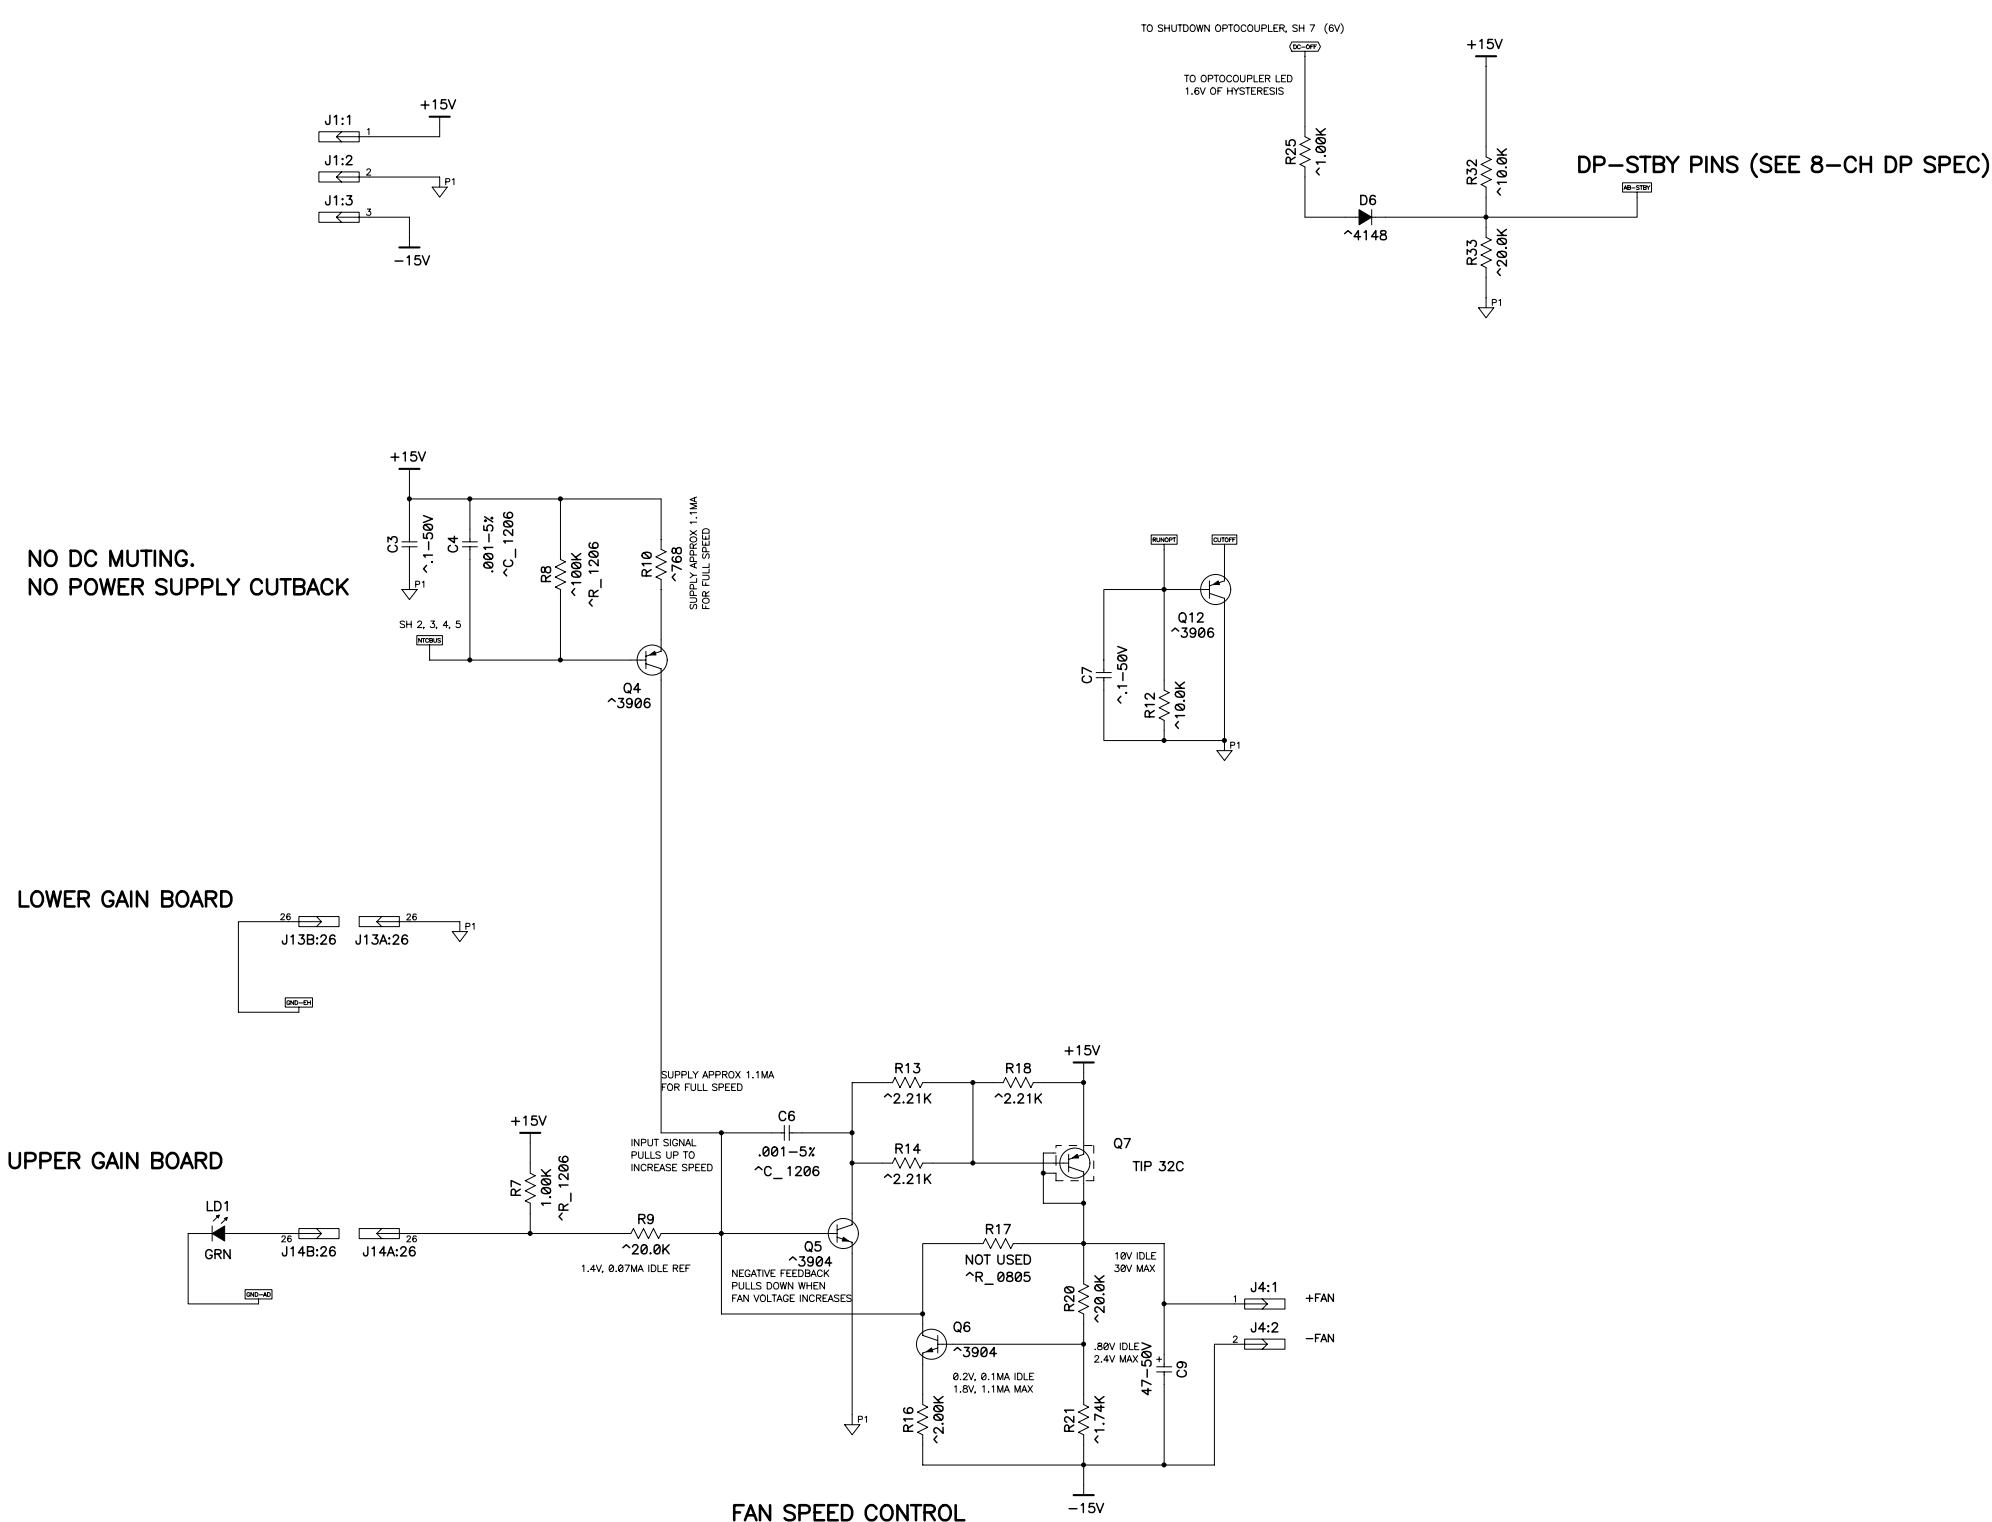 TO SHUTDOWN OPTOCOUPLER, SH 7 (6V)
DC-OFF
+15V
TO OPTOCOUPLER LED
1.6V OF HYSTERESIS
+15V
J1:1
1
J1:2
2
P1
J1:3
3
-15V
R25
^1.00K
R32
^10.0K
DP-STBY PINS (SEE 8-CH DP SPEC)
AB-STBY
D6
^4148
R33
^20.0K
P1
+15V
NO DC MUTING.
NO POWER SUPPLY CUTBACK
C3
^.1-50V
P1
C4
.001-5%
^C_1206
R8
^100K
^R_1206
R10
^768
SUPPLY APPROX 1.1MA
FOR FULL SPEED
SH 2, 3, 4, 5
NTCBUS
Q4
^3906
RUNOPT
CUTOFF
Q12
^3906
C7
^.1-50V
R12
^10.0K
P1
LOWER GAIN BOARD
26
J13B:26
J13A:26
26
P1
GND-EH
SUPPLY APPROX 1.1MA
FOR FULL SPEED
R13
^2.21K
R18
^2.21K
+15V
UPPER GAIN BOARD
+15V
R7
1.00K
^R_1206
INPUT SIGNAL
PULLS UP TO
INCREASE SPEED
C6
.001-5%
^C_1206
R14
^2.21K
Q7
TIP 32C
LD1
GRN
26
J14B:26
J14A:26
26
GND-AD
R9
^20.0K
1.4V, 0.07MA IDLE REF
Q5
^3904
NEGATIVE FEEDBACK
PULLS DOWN WHEN
FAN VOLTAGE INCREASES
R17
NOT USED
^R_0805
10V IDLE
30V MAX
R20
^20.0K
J4:1
1
+FAN
J4:2
2
-FAN
Q6
^3904
.80V IDLE
2.4V MAX
+
47-50V
C9
0.2V, 0.1MA IDLE
1.8V, 1.1MA MAX
R16
^2.00K
R21
^1.74K
P1
-15V
FAN SPEED CONTROL